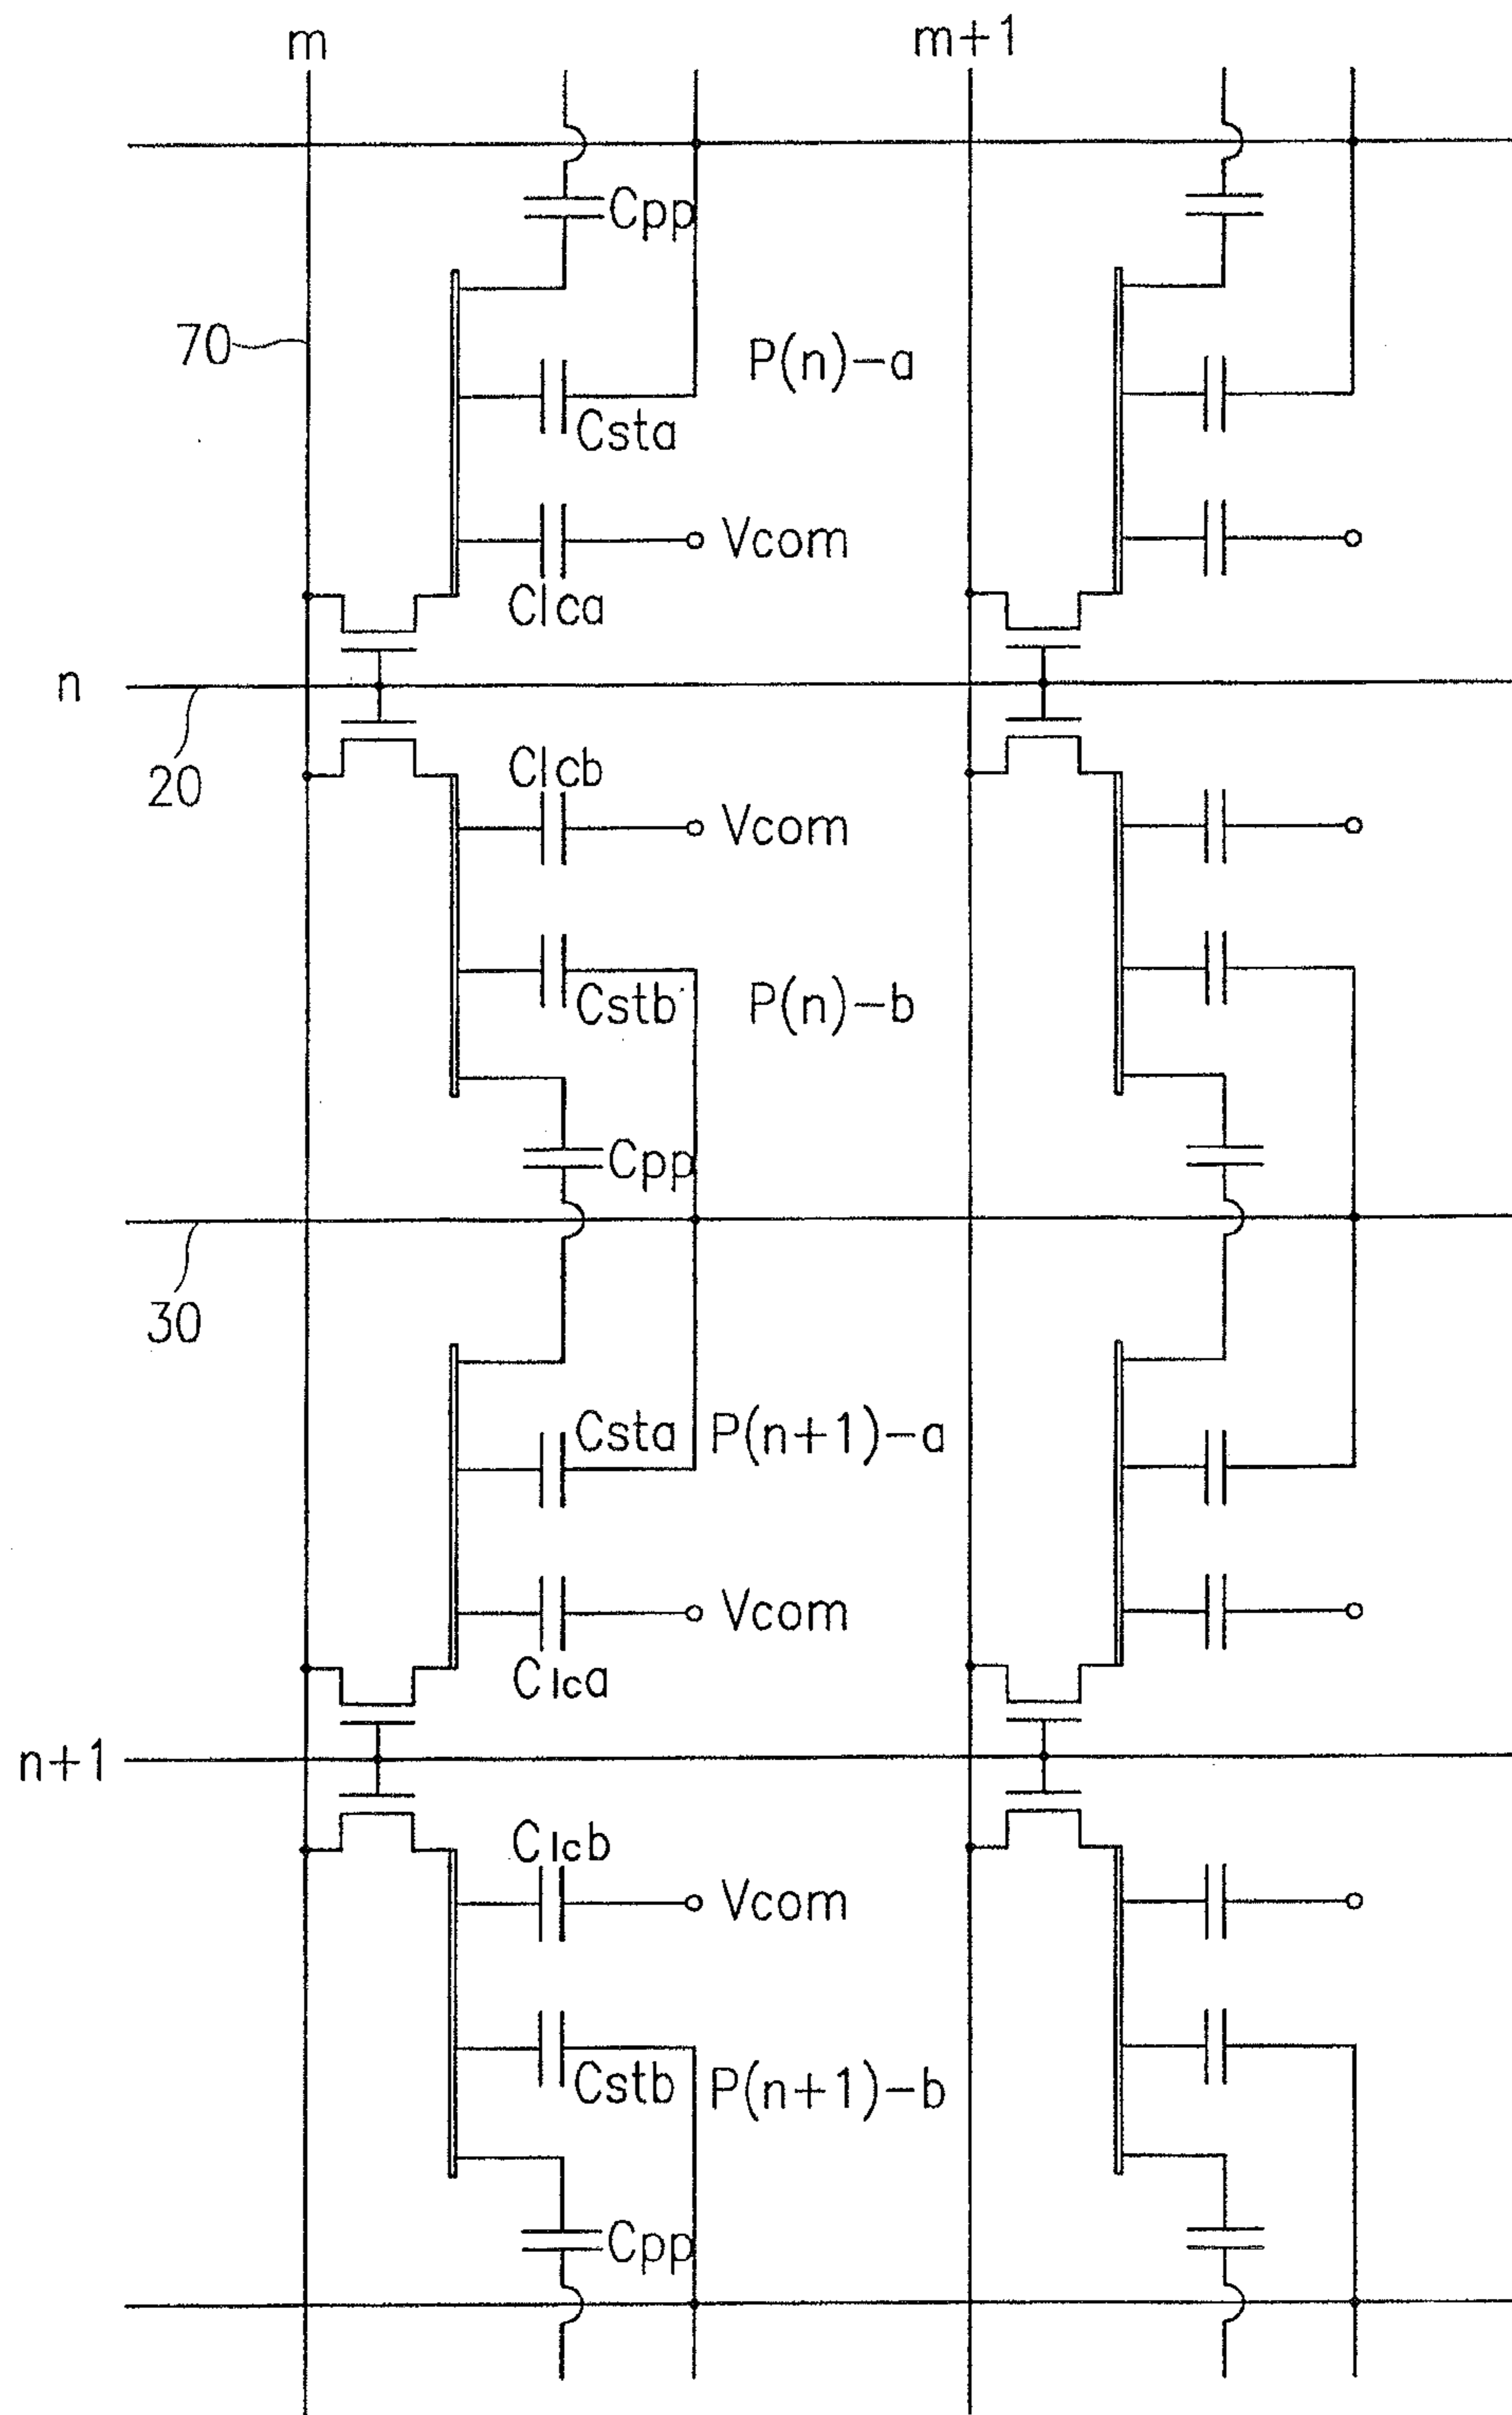 m
m+1
Cpp
70
P(n)-a
Csta
Vcom
Clca
n
20
Clcb
Vcom
Cstb
P(n)-b
Cpp
30
Csta
P(n+1)-a
Vcom
Clca
n+1
Clcb
Vcom
Cstb
P(n+1)-b
Cpp